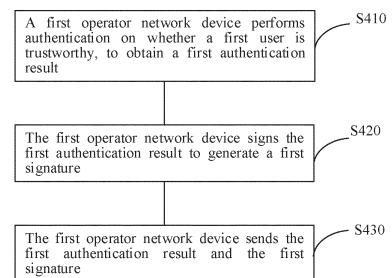 A first operator network device performs
S410
authentication on whether a first user is
trustworthy, to obtain a first authentication
result
The first operator network device signs the
S420
first authentication result to generate a first
signature
The first operator network device sends the
S430
first authentication result and the first
signature